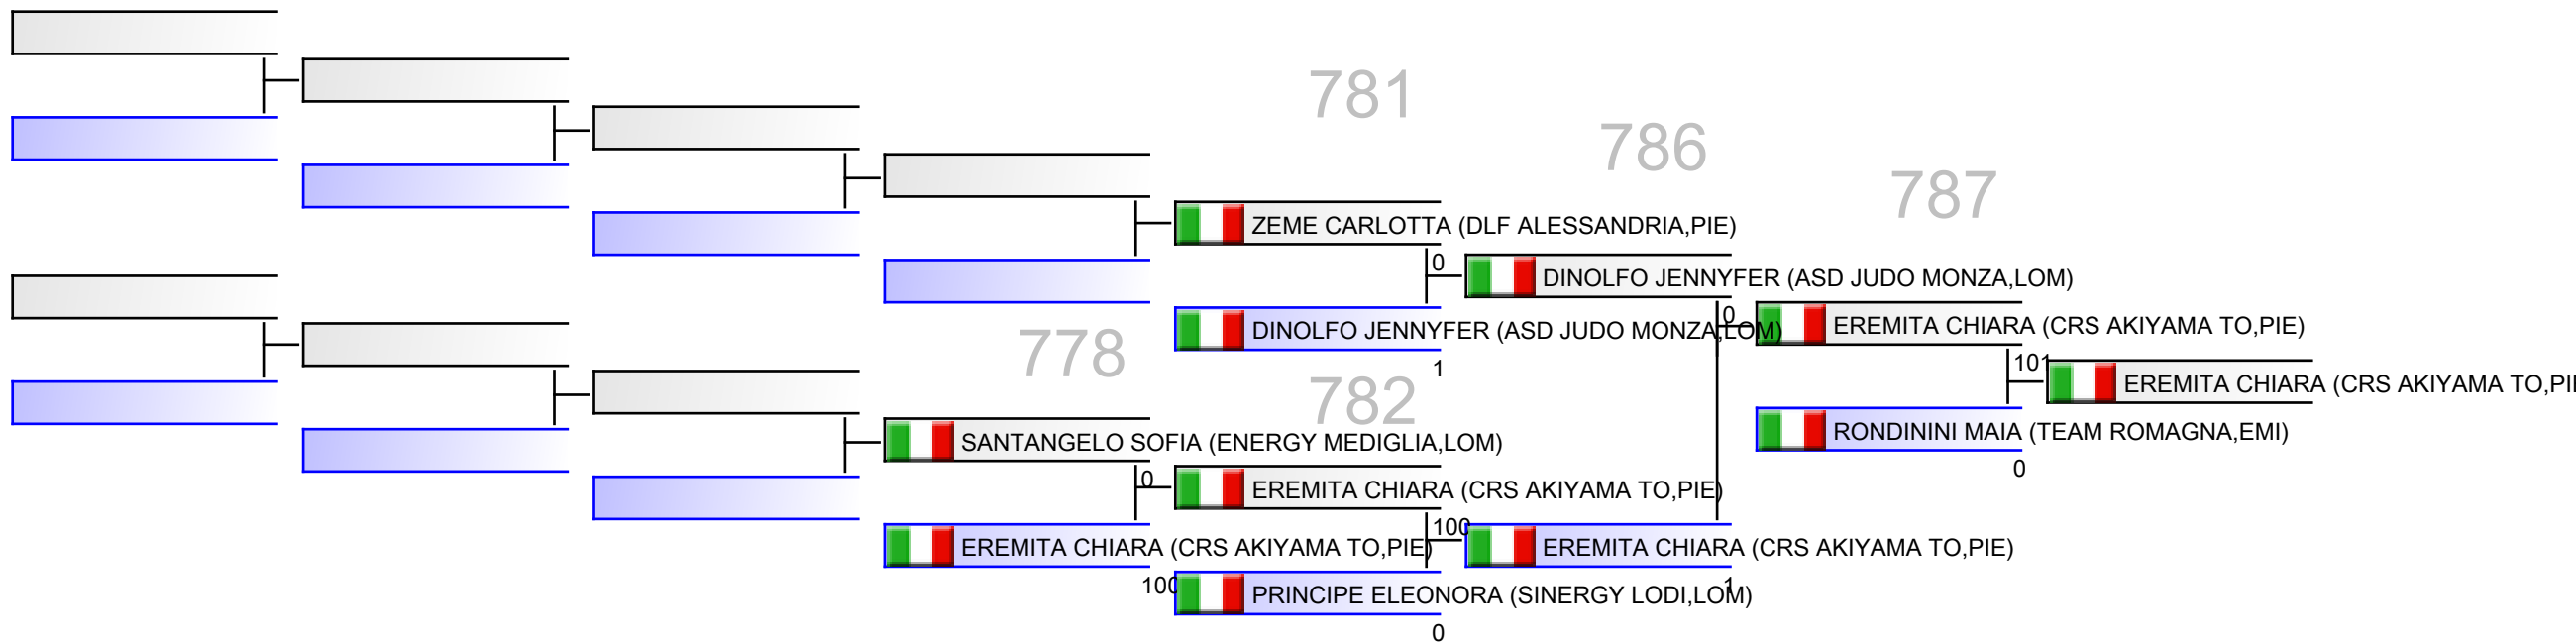 781
786
787
ZEME CARLOTTA (DLF ALESSANDRIA,PIE)
0
DINOLFO JENNYFER (ASD JUDO MONZA,LOM)
0
EREMITA CHIARA (CRS AKIYAMA TO,PIE)
DINOLFO JENNYFER (ASD JUDO MONZA,LOM)
778
1
101
782
EREMITA CHIARA (CRS AKIYAMA TO,PI
SANTANGELO SOFIA (ENERGY MEDIGLIA,LOM)
RONDININI MAIA (TEAM ROMAGNA,EMI)
0
0
EREMITA CHIARA (CRS AKIYAMA TO,PIE)
100
EREMITA CHIARA (CRS AKIYAMA TO,PIE)
EREMITA CHIARA (CRS AKIYAMA TO,PIE)
100
1
PRINCIPE ELEONORA (SINERGY LODI,LOM)
0